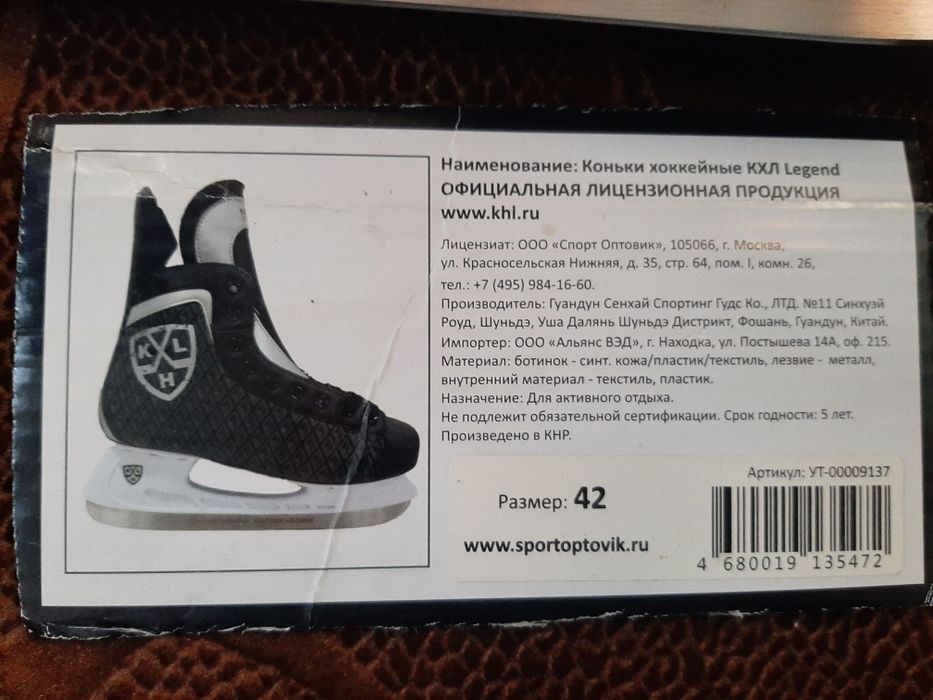 Наименование: Коньки хоккейные КХЛ Legend
ОФИЦИАЛЬНАЯ ЛИЦЕНЗИОННАЯ ПРОДУКЦИЯ
www.khl.ru
Лицензиат: ООО «Спорт Оптовик», 105066, г. Москва,
ул. Красносельская Нижняя, д. 35, стр. 64, пом. I, комн. 26,
тел.: +7 (495) 984-16-60.
Производитель: Гуандун Сенхай Спортинг Гудс Ко., ЛТД. №11 Синхуэй
Роуд, Шуньдэ, Уша Далянь Шуньдэ Дистрикт, Фошань, Гуандун, Китай.
Импортер: ООО «Альянс ВЭД», г. Находка, ул. Постышева 14А, оф. 215.
Материал: ботинок - синт. кожа/пластик/текстиль, лезвие - металл,
внутренний материал - текстиль, пластик.
Назначение: Для активного отдыха.
Не подлежит обязательной сертификации. Срок годности: 5 лет.
Произведено в КНР.
Артикул: УТ-00009137
Размер: 42
www.sportoptovik.ru
4 680019 135472
KHL